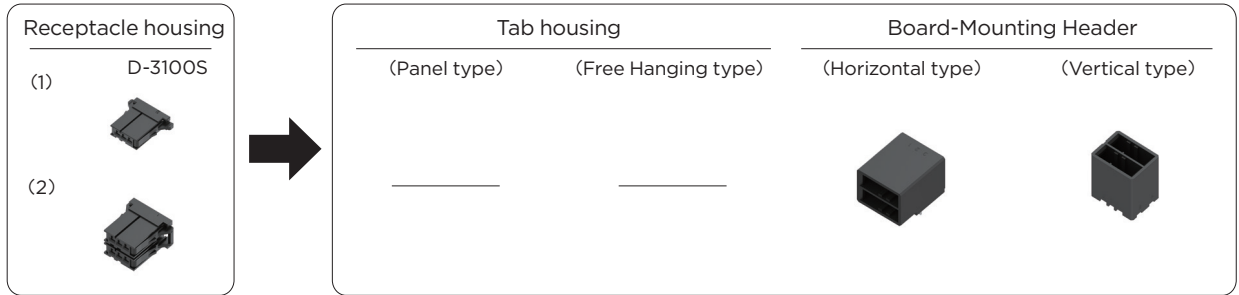 Receptacle housing
D-3100S
(1)
(2)
Tab housing
Board-Mounting Header
(Panel type)
(Free Hanging type)
(Horizontal type)
(Vertical type)